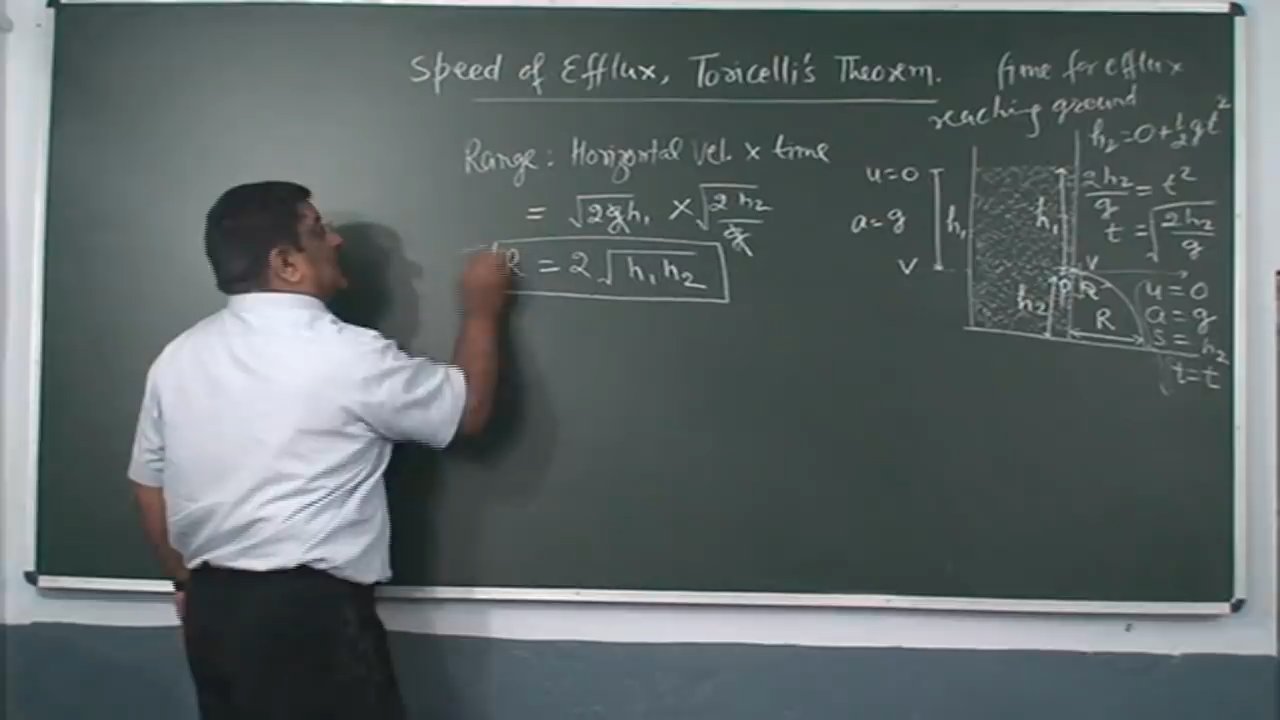 Speed of Efflux, Toricelli's Theorem.
time for efflux
reaching ground
Range: Horizontal Vel. × time
= √2gh₁ × √2h₂/g
R = 2√h₁h₂
h₂ = 0 + ½gt²
2h₂/g = t²
t = √2h₂/g
u = 0
a = g
v
h₁
h₁
v
h₂
P
R
R
u = 0
a = g
s = h₂
t = t